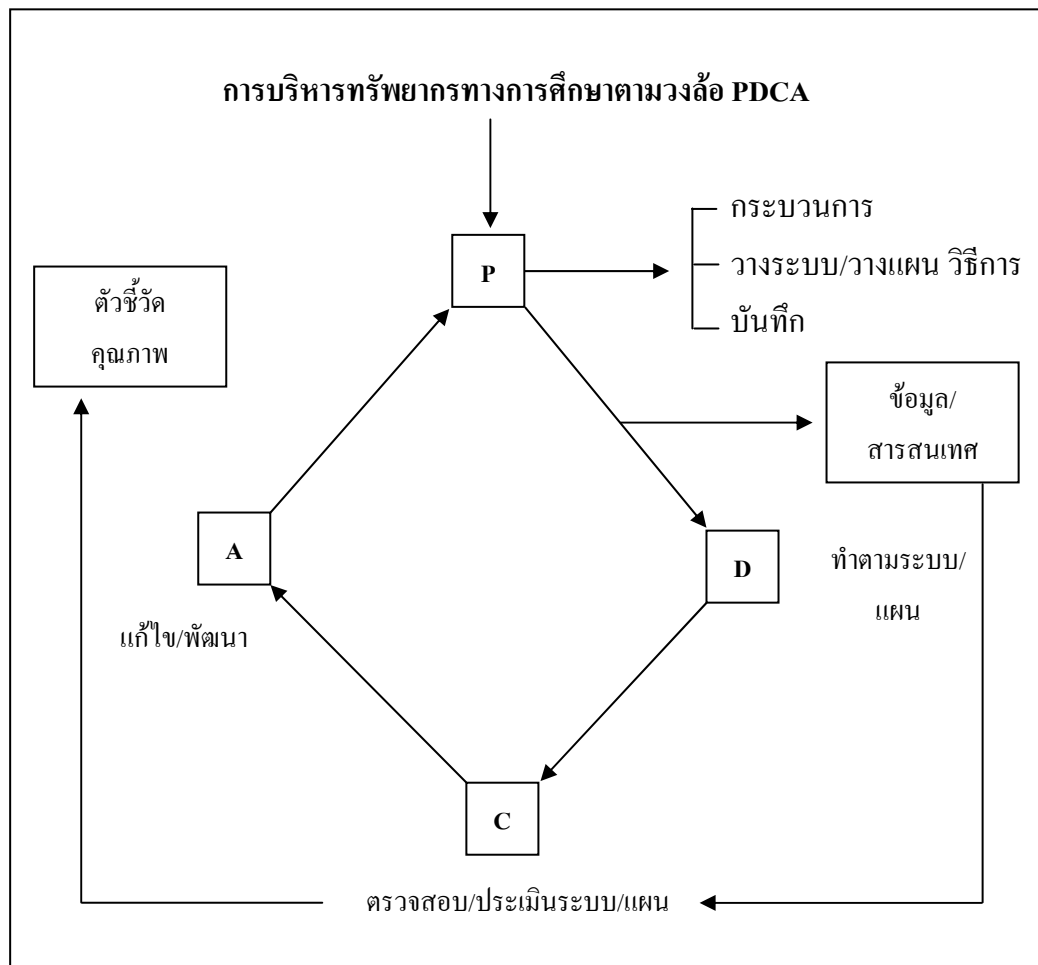 การบริหารทรัพยากรทางการศึกษาตามวงล้อ PDCA
กระบวนการ
P
วางระบบ/วางแผน วิธีการ
บันทึก
ตัวชี้วัด
คุณภาพ
ข้อมูล/
สารสนเทศ
A
D
ทำตามระบบ/
แผน
แก้ไข/พัฒนา
C
ตรวจสอบ/ประเมินระบบ/แผน